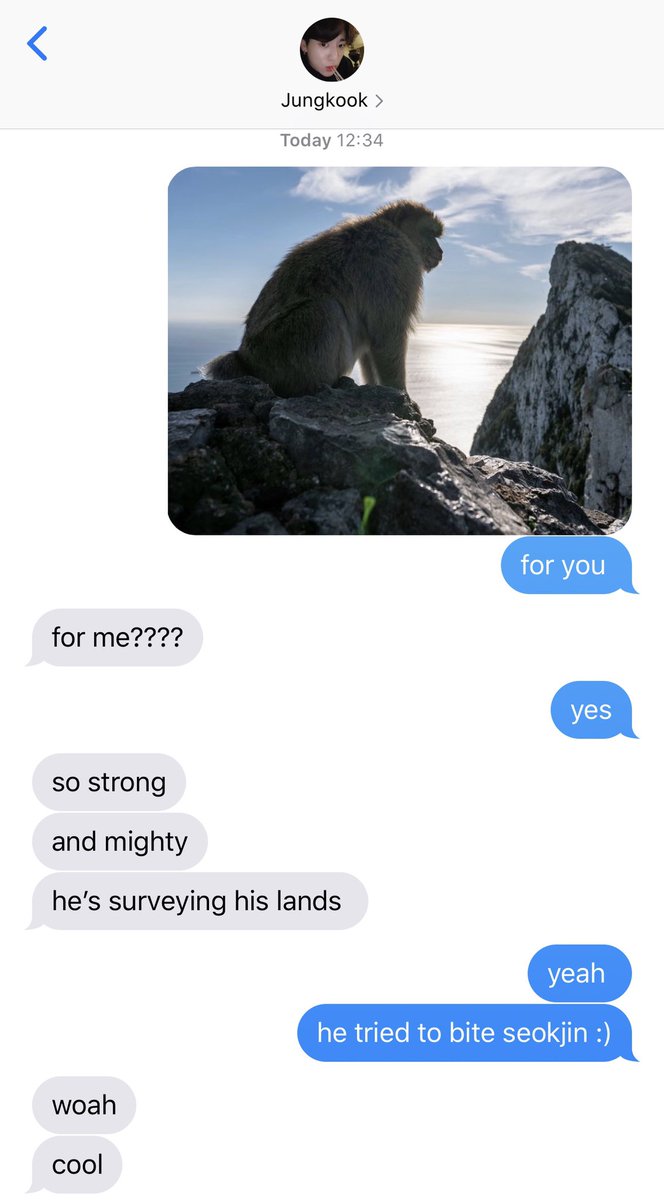 Jungkook
Today 12:34
for you
for me????
yes
so strong
and mighty
he’s surveying his lands
yeah
he tried to bite seokjin :)
woah
cool